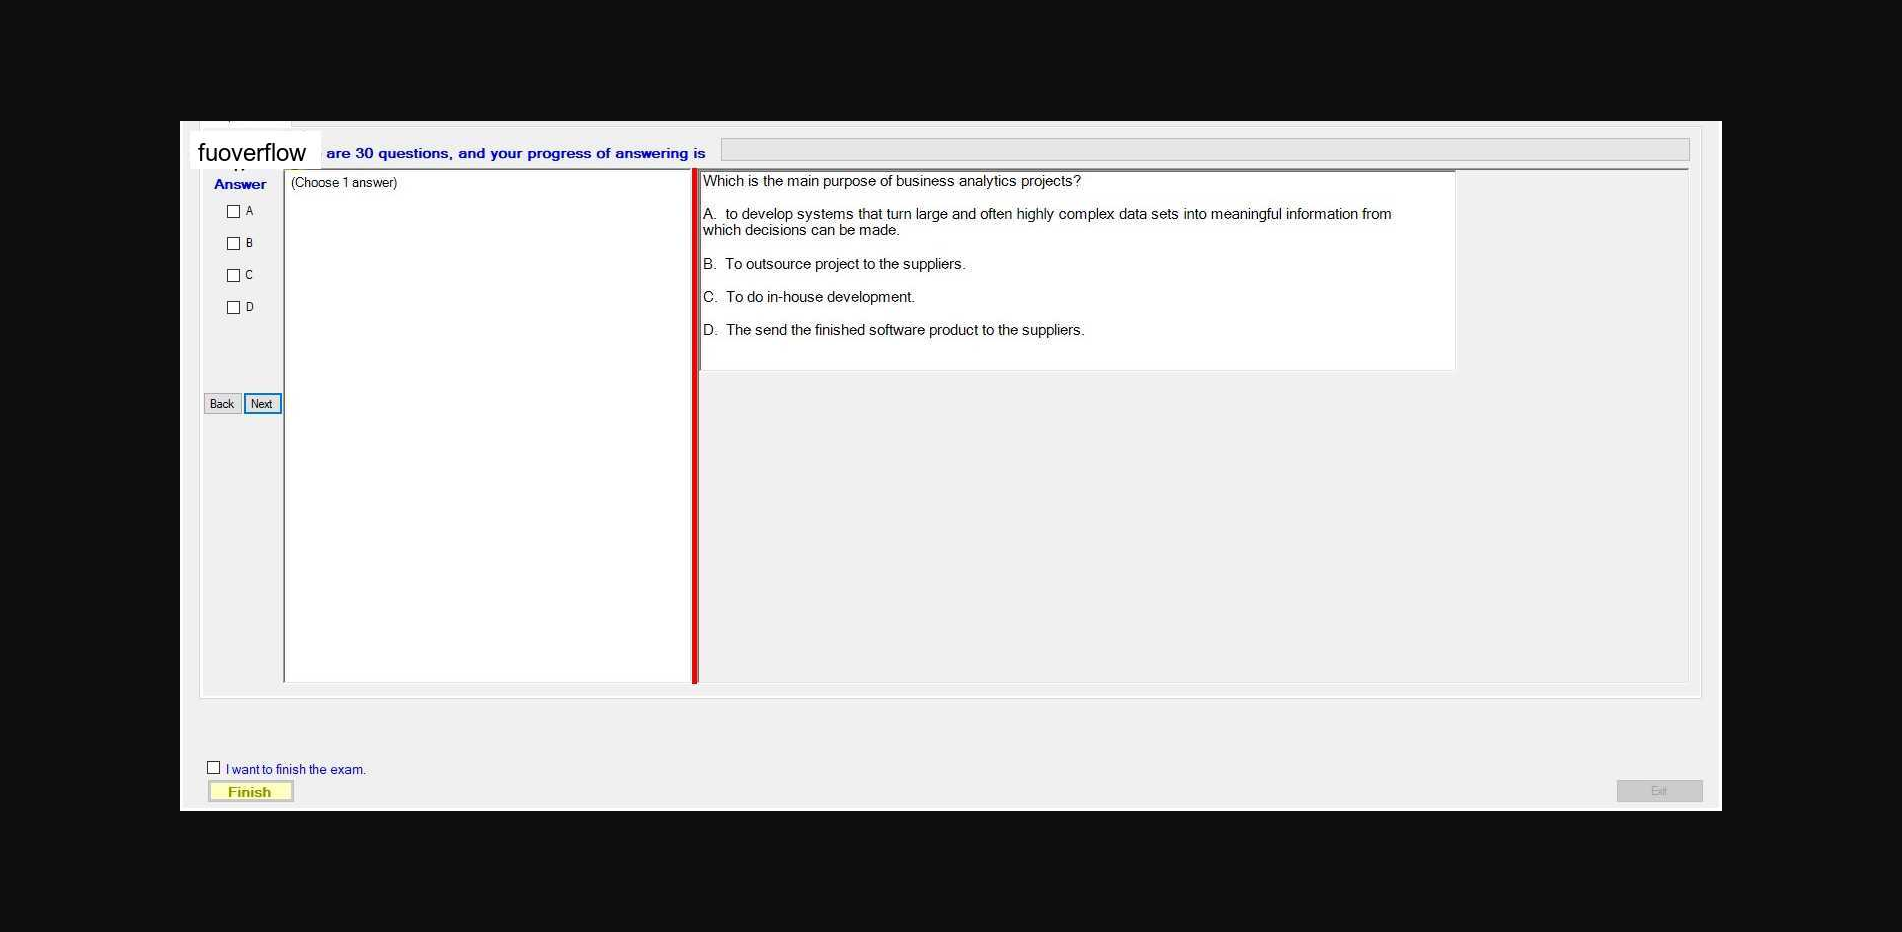 fuoverflow are 30 questions, and your progress of answering is
Answer
(Choose 1 answer)
A
B
C
D
Back Next
Which is the main purpose of business analytics projects?
A. to develop systems that turn large and often highly complex data sets into meaningful information from
which decisions can be made.
B. To outsource project to the suppliers.
C. To do in-house development.
D. The send the finished software product to the suppliers.
I want to finish the exam.
Finish
Exit